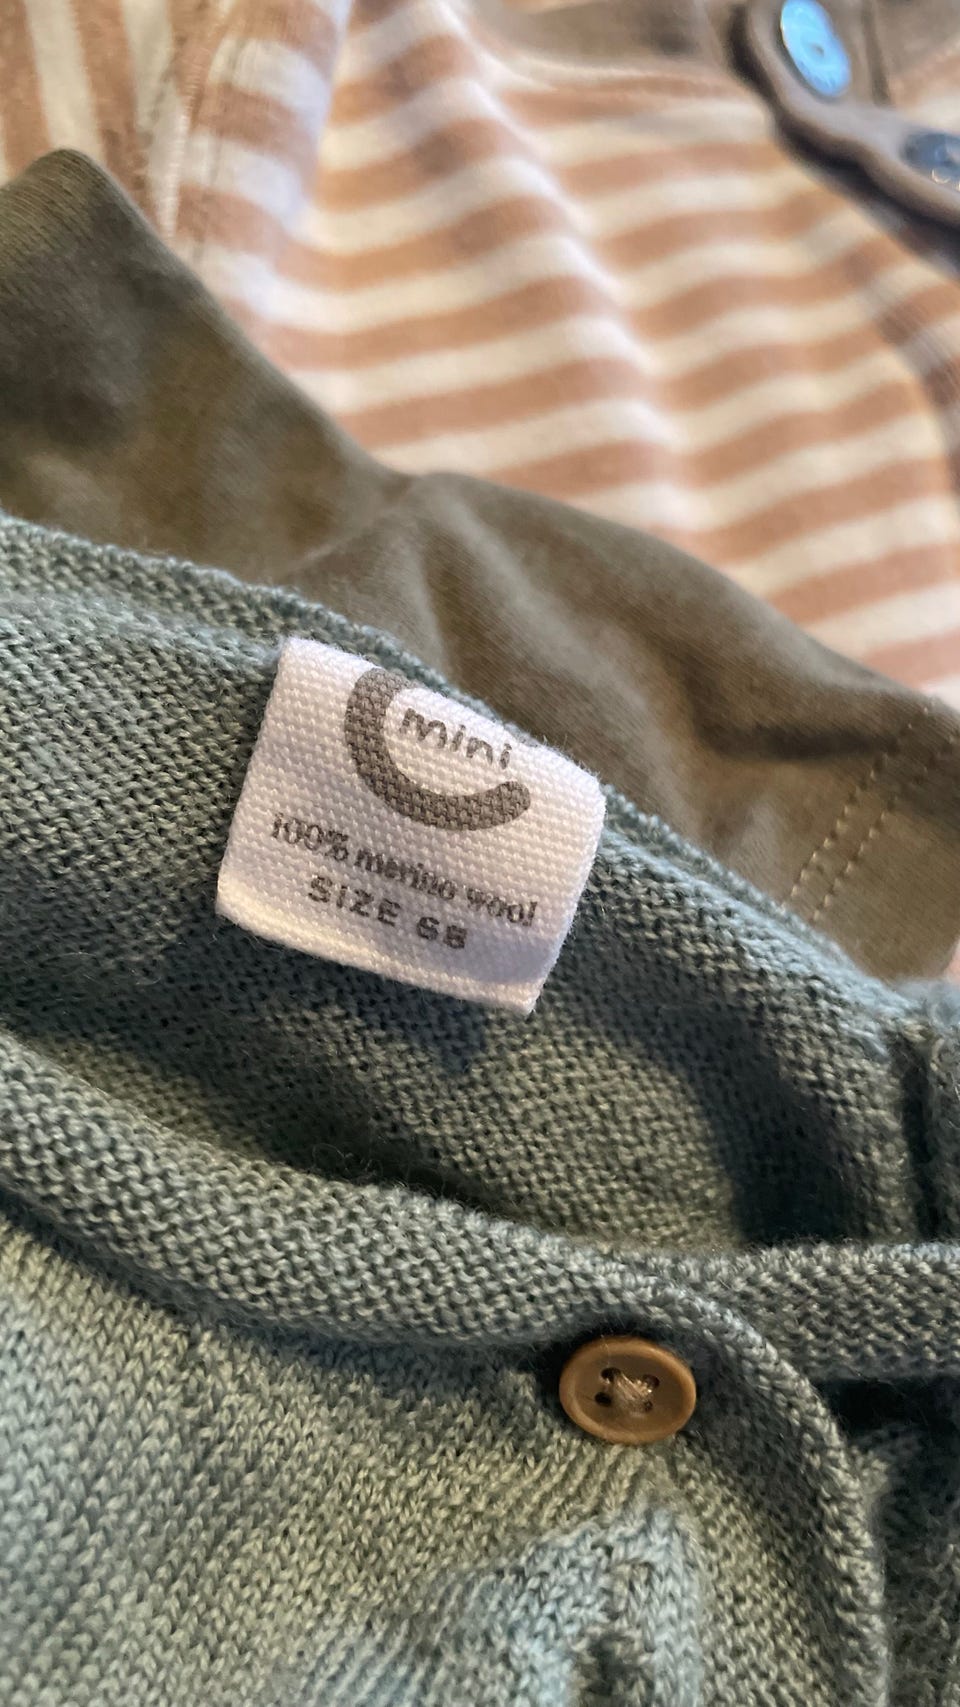 mini
100% merino wool
SIZE 68